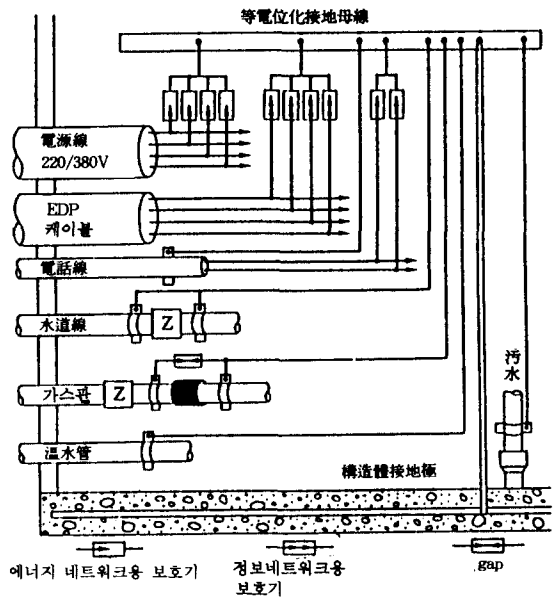 等電位化接地母線
電源線
220/380V
EDP
케이블
電話線
水道線
Z
가스관
Z
温水管
汚水
構造體接地極
에너지 네트워크용 보호기
정보네트워크용
보호기
gap